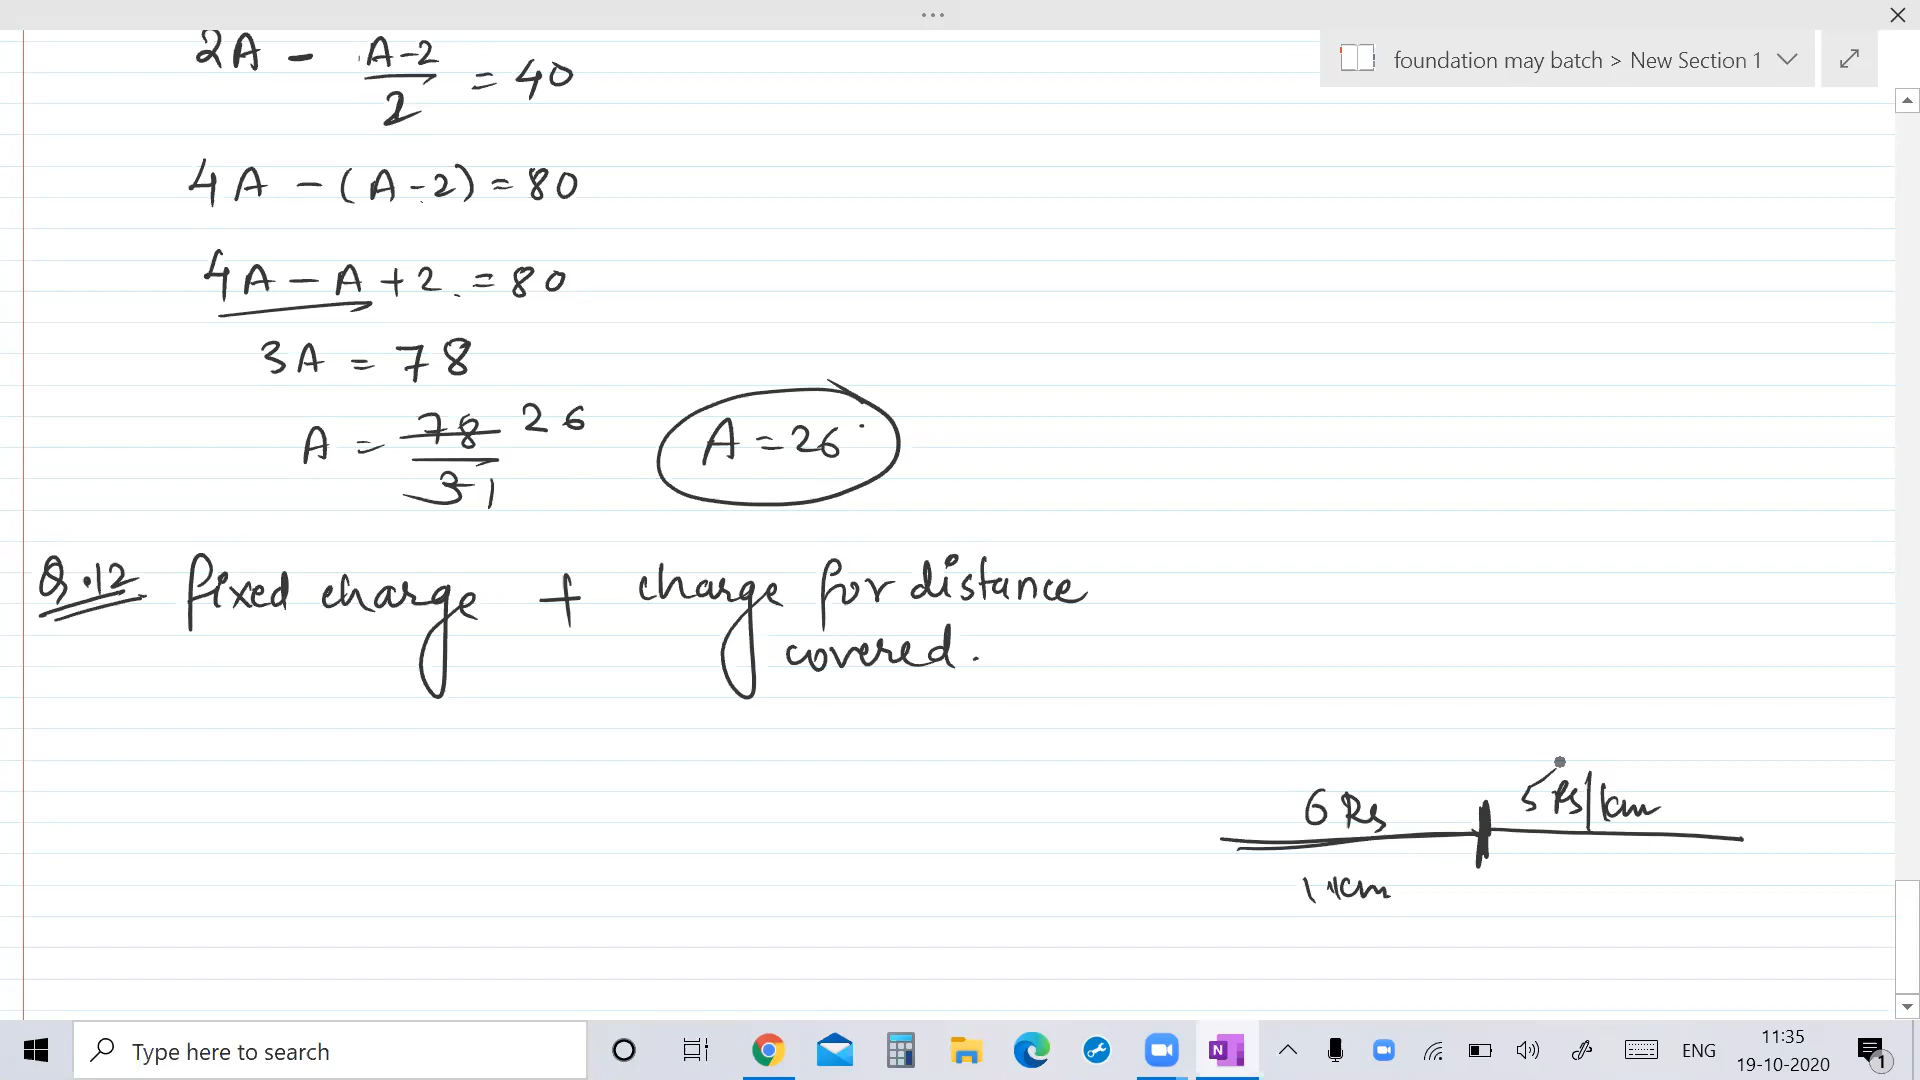 ...
foundation may batch > New Section 1
2A - A-2/2 = 40
4A - (A-2) = 80
4A - A + 2 = 80
3A = 78
A = 78/3 26
1
A = 26
Q.12 fixed charge + charge for distance
covered.
6 Rs
5 Rs/km
1 km
Type here to search
N
ENG
11:35
19-10-2020
1